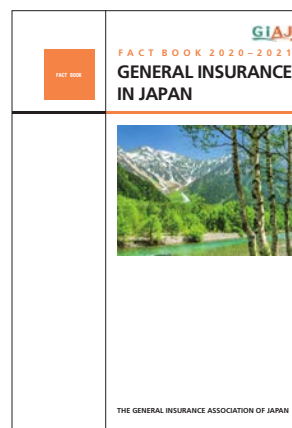 GIAJ
FACT BOOK 2020–2021
FACT BOOK
GENERAL INSURANCE
IN JAPAN
THE GENERAL INSURANCE ASSOCIATION OF JAPAN